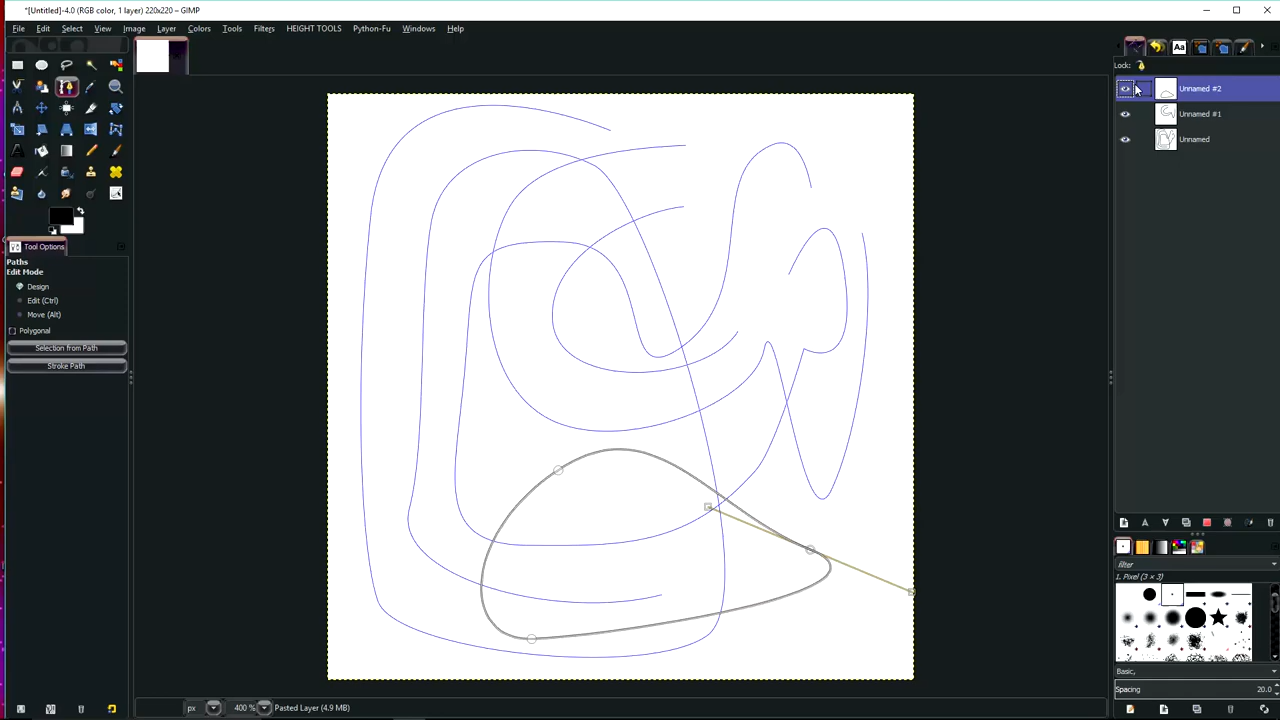 *[Untitled]-4.0 (RGB color, 1 layer) 220x220 – GIMP
File Edit Select View Image Layer Colors Tools Filters HEIGHT TOOLS Python-Fu Windows Help
Aa
Lock:
Unnamed #2
Unnamed #1
Unnamed
Tool Options
Paths
Edit Mode
Design
Edit (Ctrl)
Move (Alt)
Polygonal
Selection from Path
Stroke Path
filter
1. Pixel (3 × 3)
Basic,
Spacing 20.0
px 400 % Pasted Layer (4.9 MB)